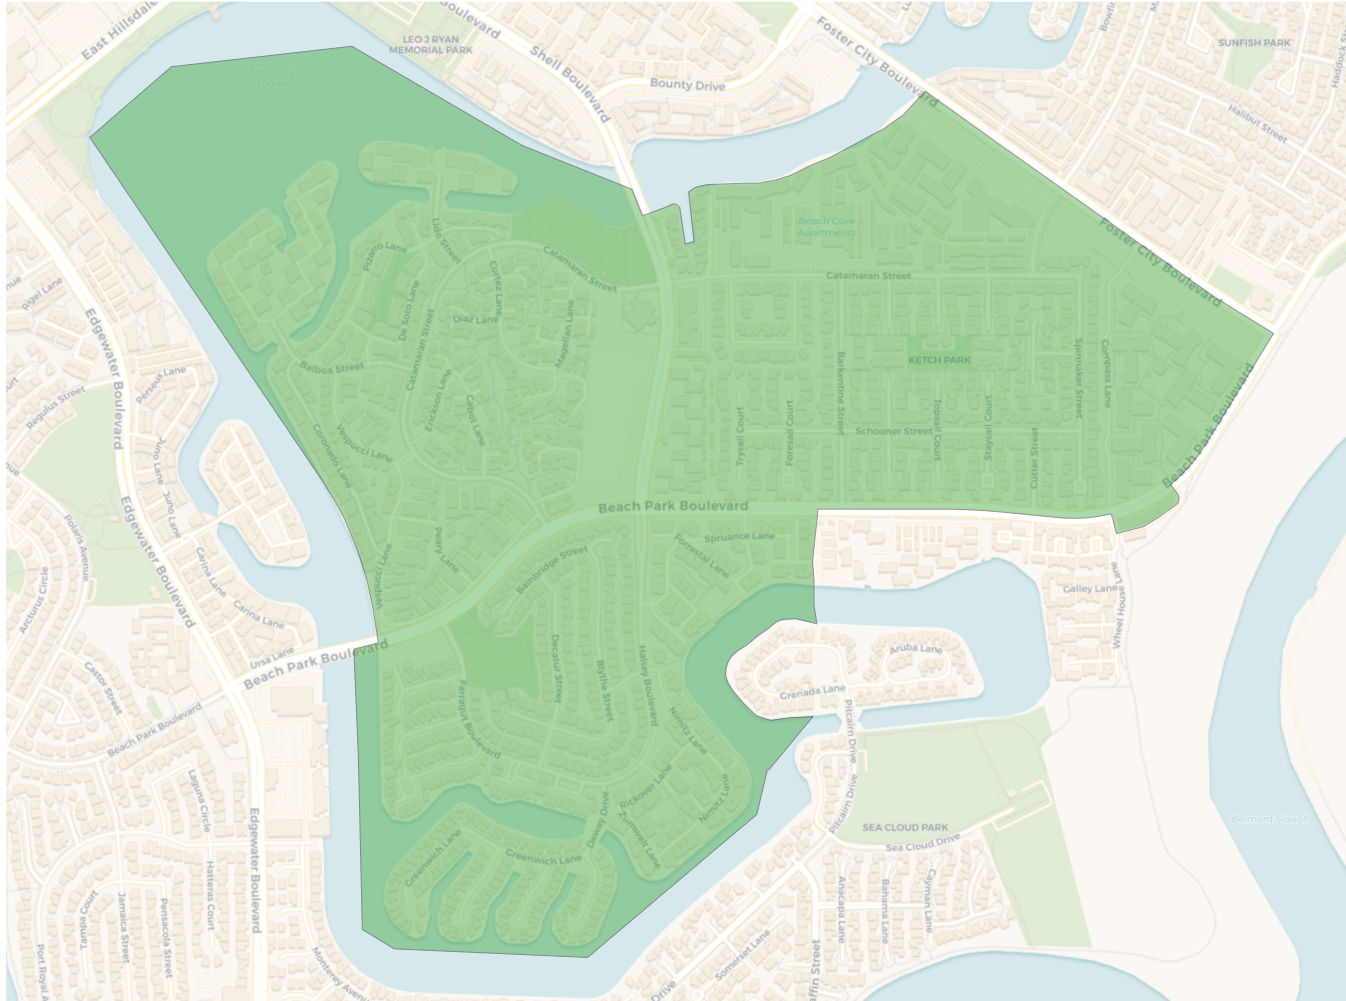 East Hillsdale
Boulevard
LEO J RYAN
MEMORIAL PARK
Shell Boulevard
Bounty Drive
Foster City Boulevard
SUNFISH PARK
Halibut Street
Foster City
Lagoon
Lido Street
Pizarro Lane
Catamaran Street
Cortez Lane
De Soto Lane
Diaz Lane
Magellan Lane
Catamaran Street
Balboa Street
Erickson Lane
Cabot Lane
Vespucci Lane
Coronado Lane
Peary Lane
Vespucci Lane
Beach Cove
Apartments
Catamaran Street
Foster City Boulevard
KETCH PARK
Barkentine Street
Spinnaker Street
Compass Lane
Trysail Court
Foresail Court
Schooner Street
Topsail Court
Staysail Court
Cutter Street
Beach Park Boulevard
Beach Park Boulevard
Rigel Lane
Edgewater Boulevard
Perseus Lane
Regulus Street
Juno Lane
Juno Lane
Polaris Avenue
Edgewater Boulevard
Carina Lane
Carina Lane
Arcturus Circle
Ursa Lane
Beach Park Boulevard
Castor Street
Beach Park Boulevard
Bainbridge Street
Forrestal Lane
Spruance Lane
Decatur Street
Blythe Street
Halsey Boulevard
Farragut Boulevard
Nimitz Lane
Nimitz Lane
Rickover Lane
Zumwalt Lane
Dewey Drive
Greenwich Lane
Greenwich Lane
Galley Lane
Wheel House Lane
Aruba Lane
Grenada Lane
Pitcairn Drive
Pitcairn Drive
SEA CLOUD PARK
Sea Cloud Drive
Belmont Slough
Anacapa Lane
Bahama Lane
Cayman Lane
Somerset Lane
Drive
Laguna Circle
Edgewater Boulevard
Hatteras Court
Jamaica Street
Pensacola Street
Tarpon